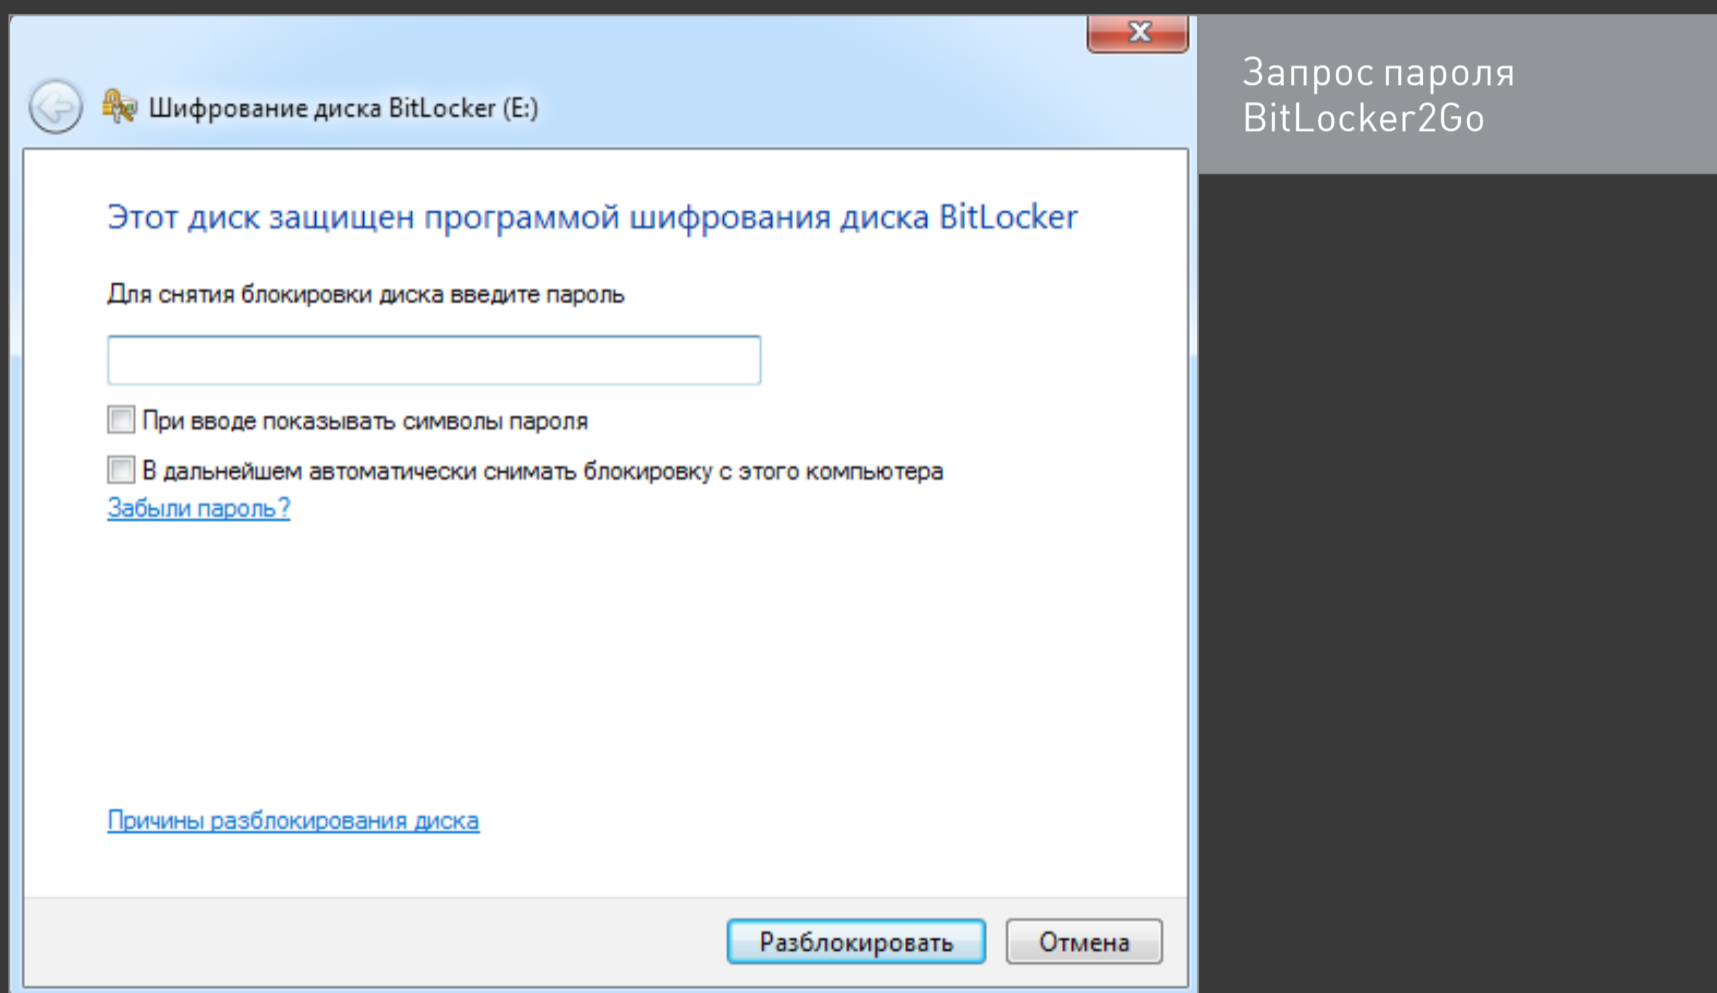 Шифрование диска BitLocker (E:)
Этот диск защищен программой шифрования диска BitLocker
Для снятия блокировки диска введите пароль
При вводе показывать символы пароля
В дальнейшем автоматически снимать блокировку с этого компьютера
Забыли пароль?
Причины разблокирования диска
Разблокировать
Отмена
Запрос пароля
BitLocker2Go